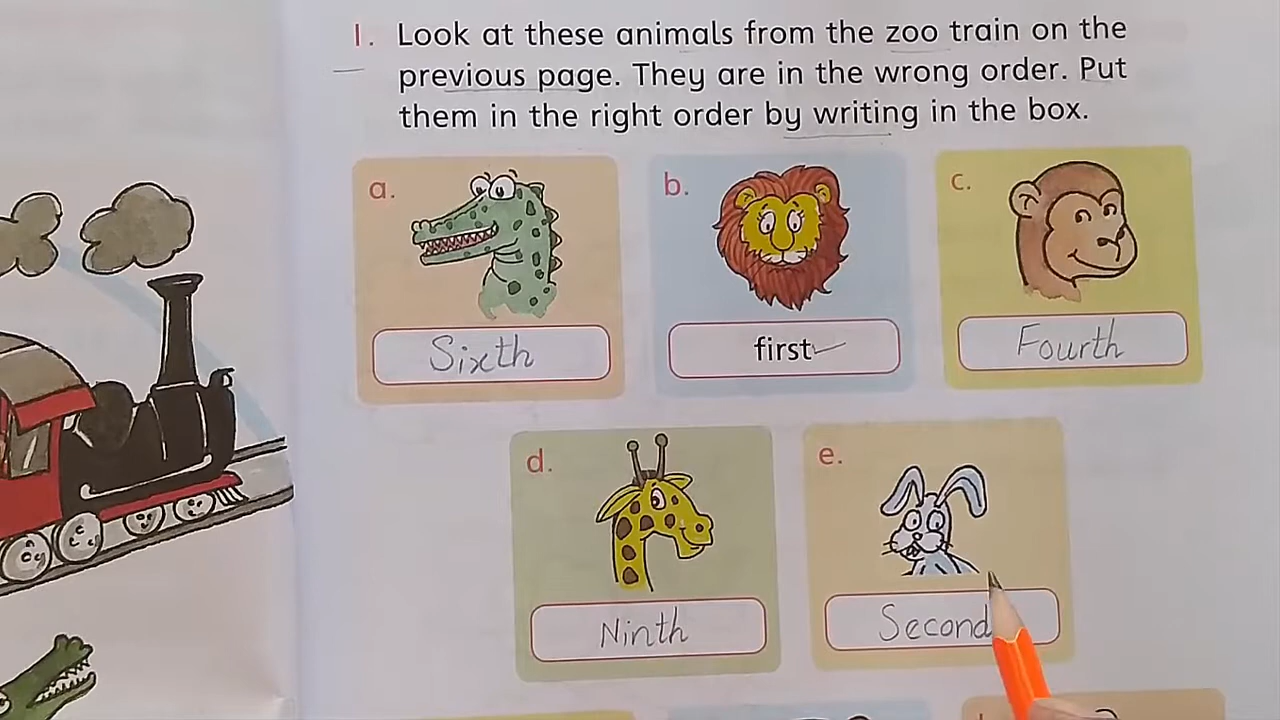 1. Look at these animals from the zoo train on the
previous page. They are in the wrong order. Put
them in the right order by writing in the box.
a.
b.
c.
Sixth
first
Fourth
d.
e.
Ninth
Second